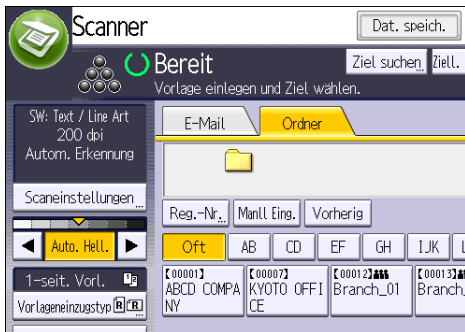 Scanner
Dat. speich.
Bereit
Ziel suchen
Ziell.
Vorlage einlegen und Ziel wählen.
SW: Text / Line Art
200 dpi
Autom. Erkennung
E-Mail
Ordner
Scaneinstellungen
Reg.-Nr.
Manll Eing.
Vorherig
Auto. Hell.
Oft
AB
CD
EF
GH
IJK
1-seit. Vorl.
Vorlageneinzugstyp
[00001]
ABCD COMPA
NY
[00007]
KYOTO OFFI
CE
[00012]
Branch_01
[00013]
Branch_